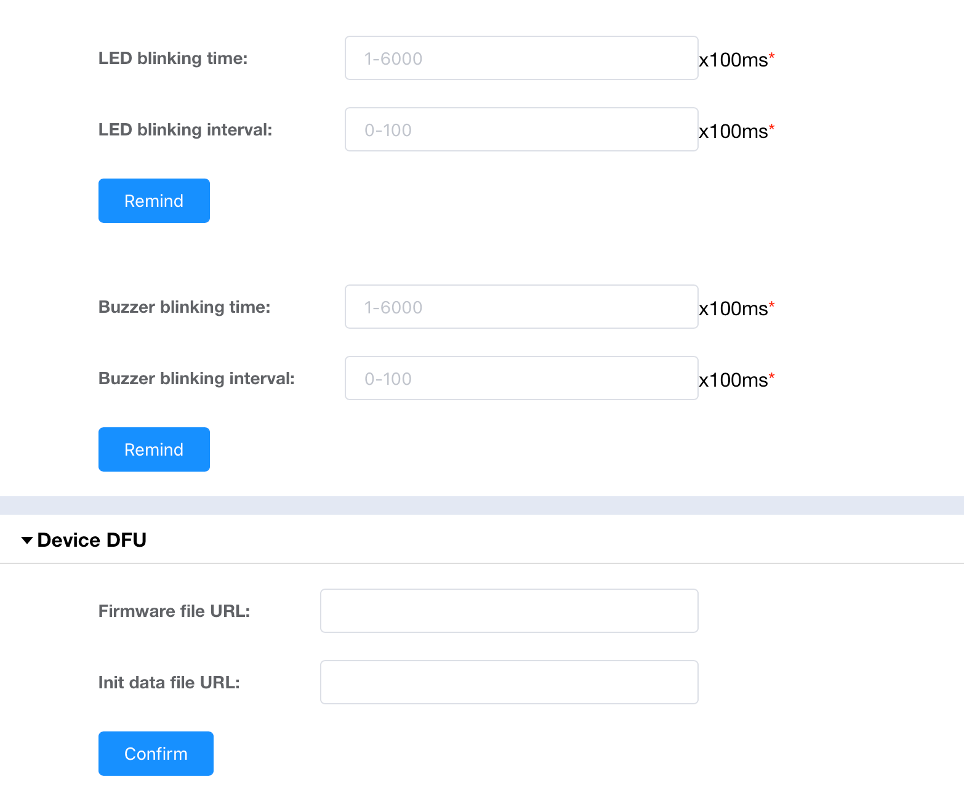 LED blinking time: 1-6000 x100ms*
LED blinking interval: 0-100 x100ms*
Remind
Buzzer blinking time: 1-6000 x100ms*
Buzzer blinking interval: 0-100 x100ms*
Remind
Device DFU
Firmware file URL:
Init data file URL:
Confirm